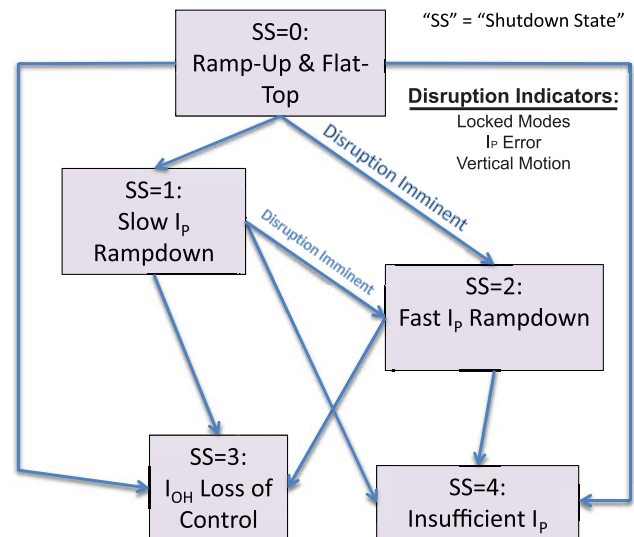 SS=0:
Ramp-Up & Flat-
Top
“SS” = “Shutdown State”
Disruption Indicators:
Locked Modes
IP Error
Vertical Motion
Disruption Imminent
SS=1:
Slow IP
Rampdown
Disruption Imminent
SS=2:
Fast IP Rampdown
SS=3:
IOH Loss of
Control
SS=4:
Insufficient IP